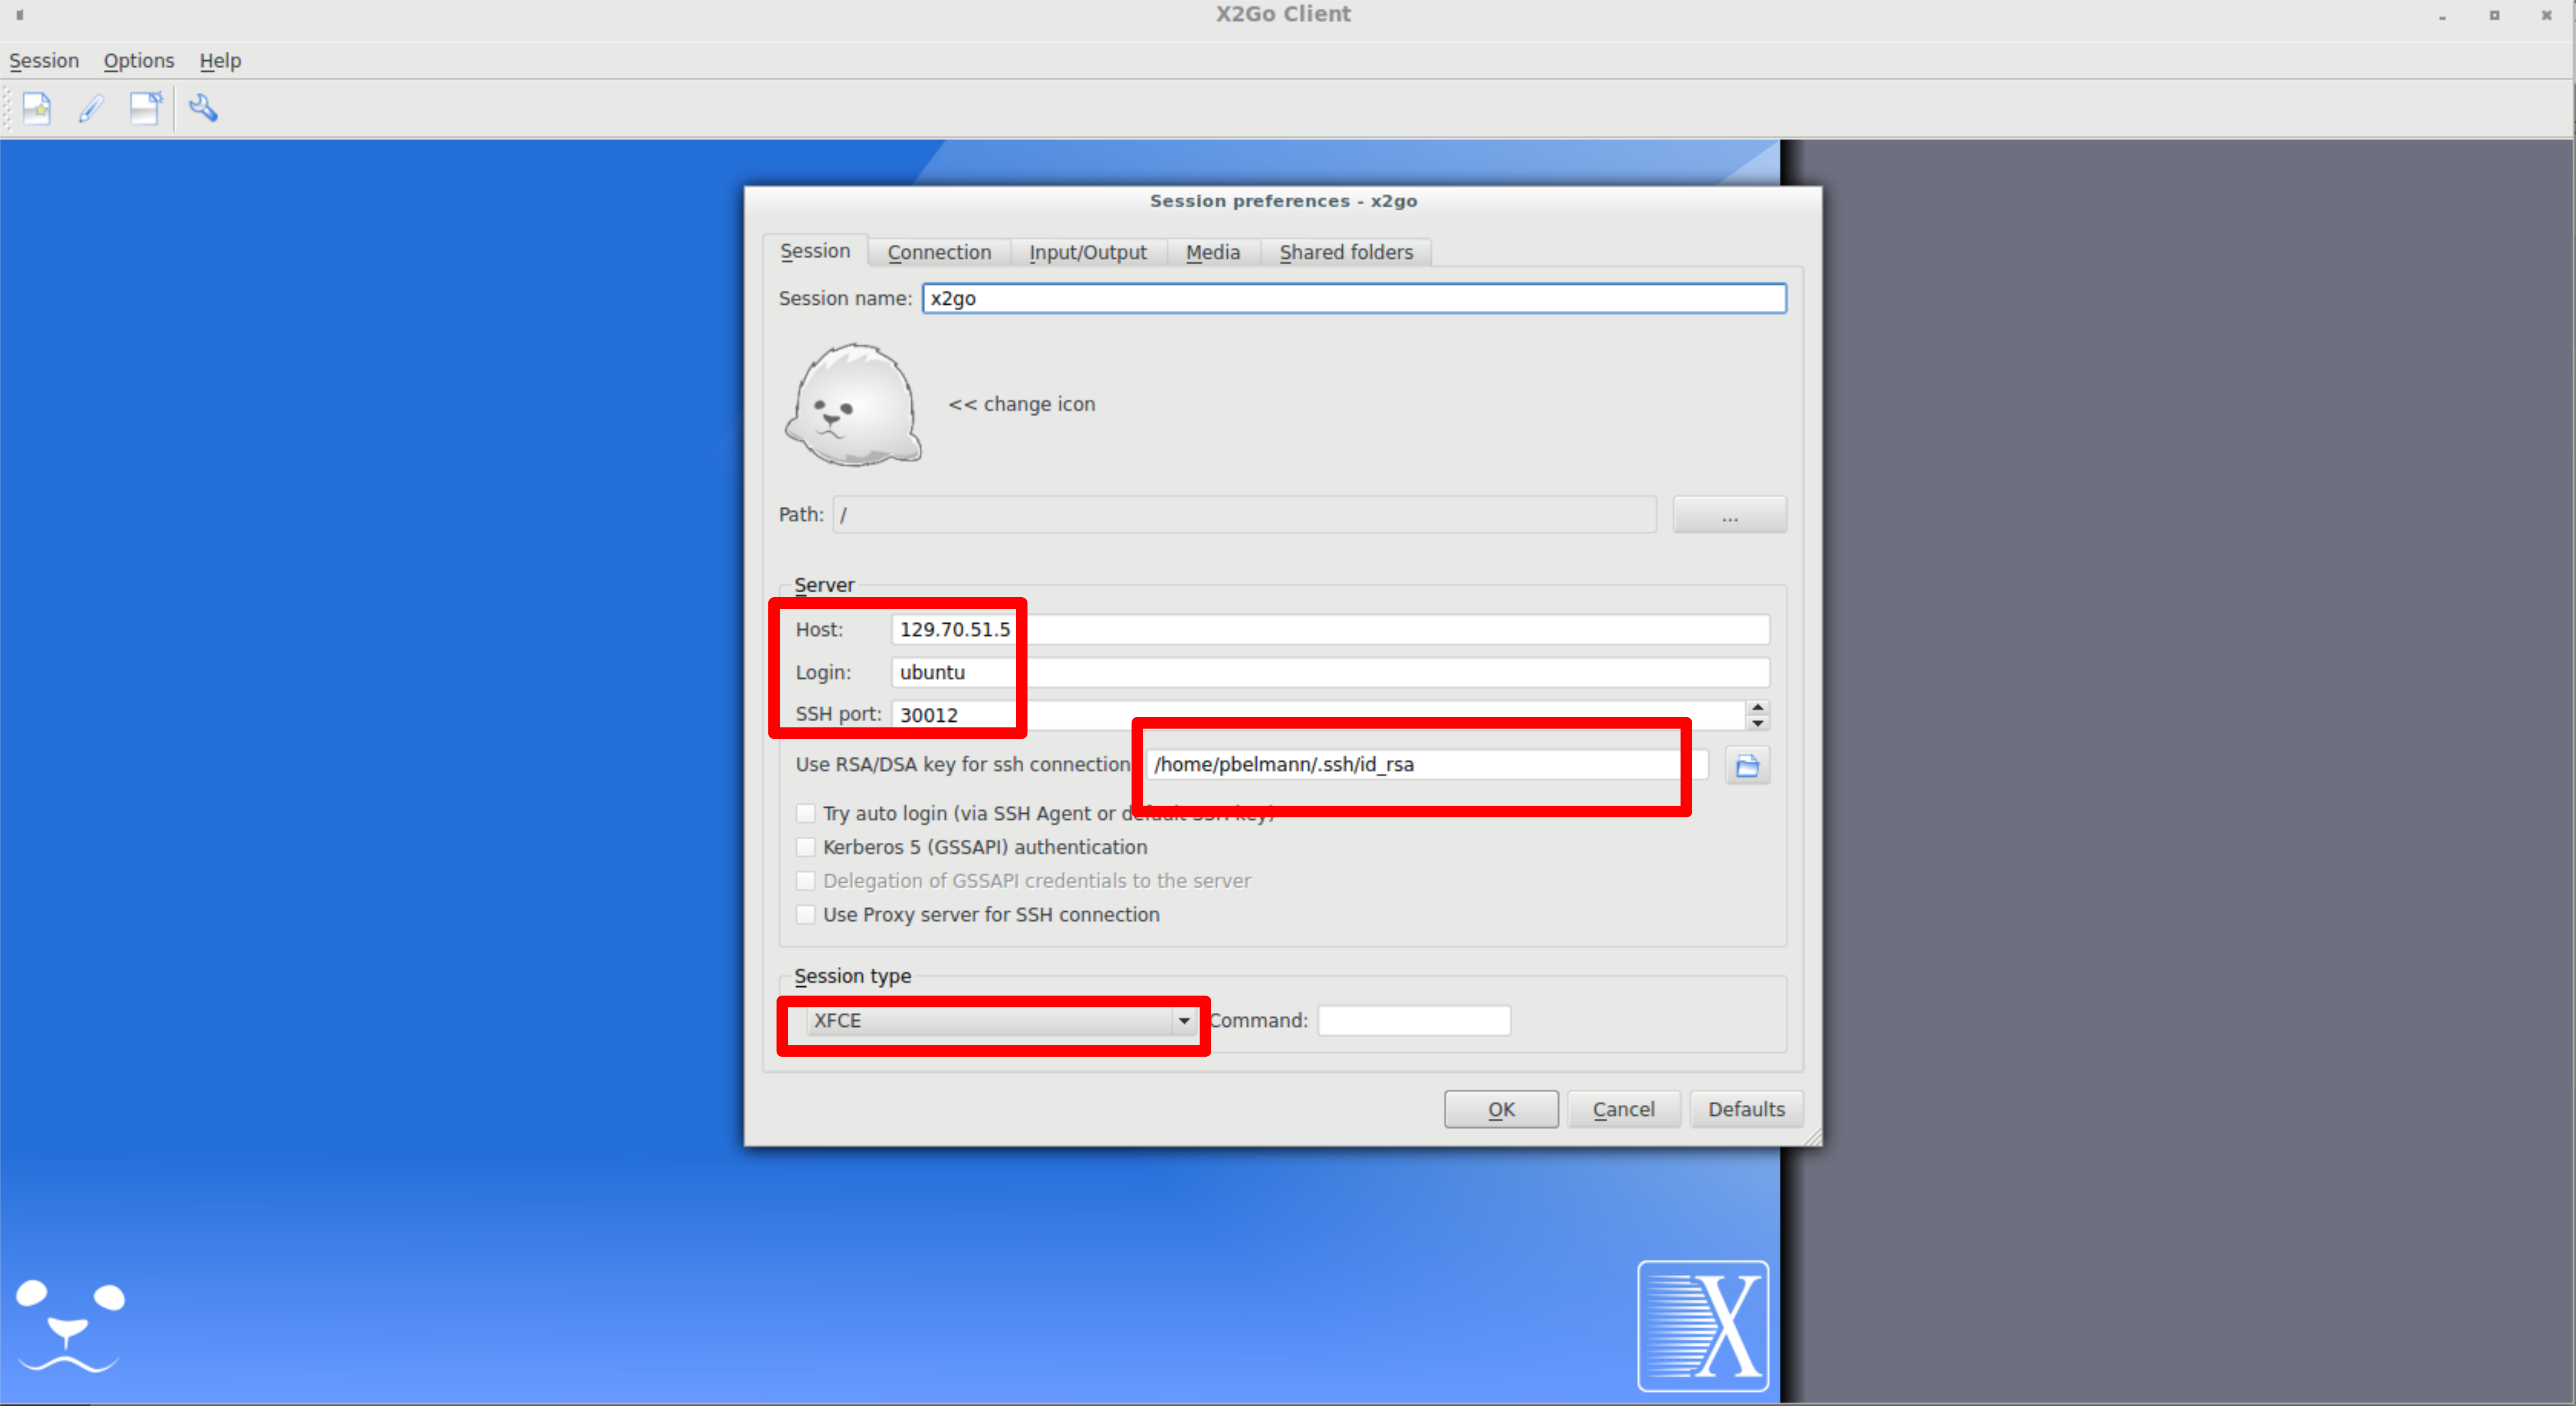 X2Go Client
Session Options Help
Session preferences - x2go
Session Connection Input/Output Media Shared folders
Session name: x2go
<< change icon
Path: / ...
Server
Host: 129.70.51.5
Login: ubuntu
SSH port: 30012
Use RSA/DSA key for ssh connection /home/pbelmann/.ssh/id_rsa
Try auto login (via SSH Agent or default SSH key)
Kerberos 5 (GSSAPI) authentication
Delegation of GSSAPI credentials to the server
Use Proxy server for SSH connection
Session type
XFCE Command:
OK Cancel Defaults
X